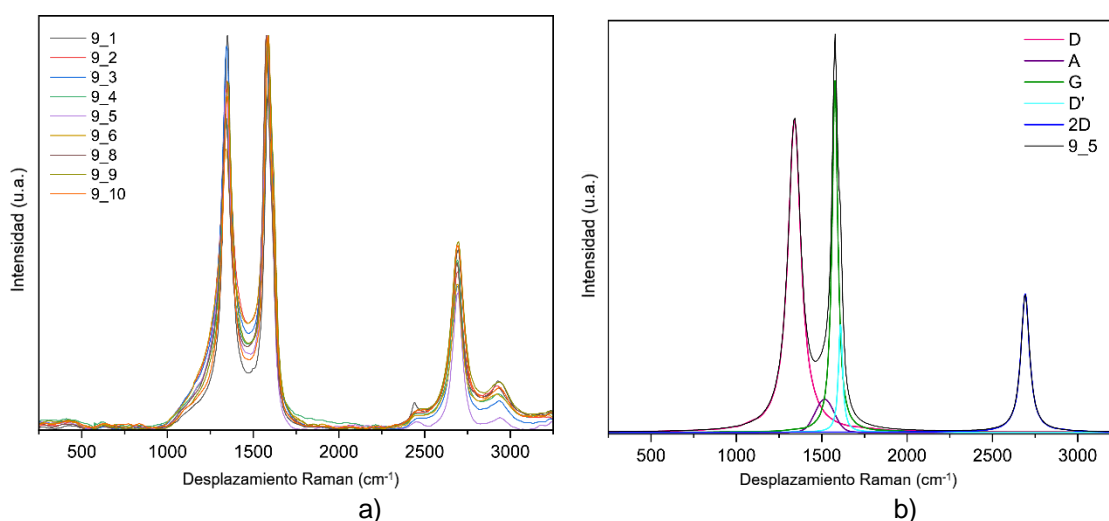 9_1
9_2
9_3
9_4
9_5
9_6
9_8
9_9
9_10
Intensidad (u.a.)
500 1000 1500 2000 2500 3000
Desplazamiento Raman (cm-1)
a)
D
A
G
D'
2D
9_5
Intensidad (u.a.)
500 1000 1500 2000 2500 3000
Desplazamiento Raman (cm-1)
b)